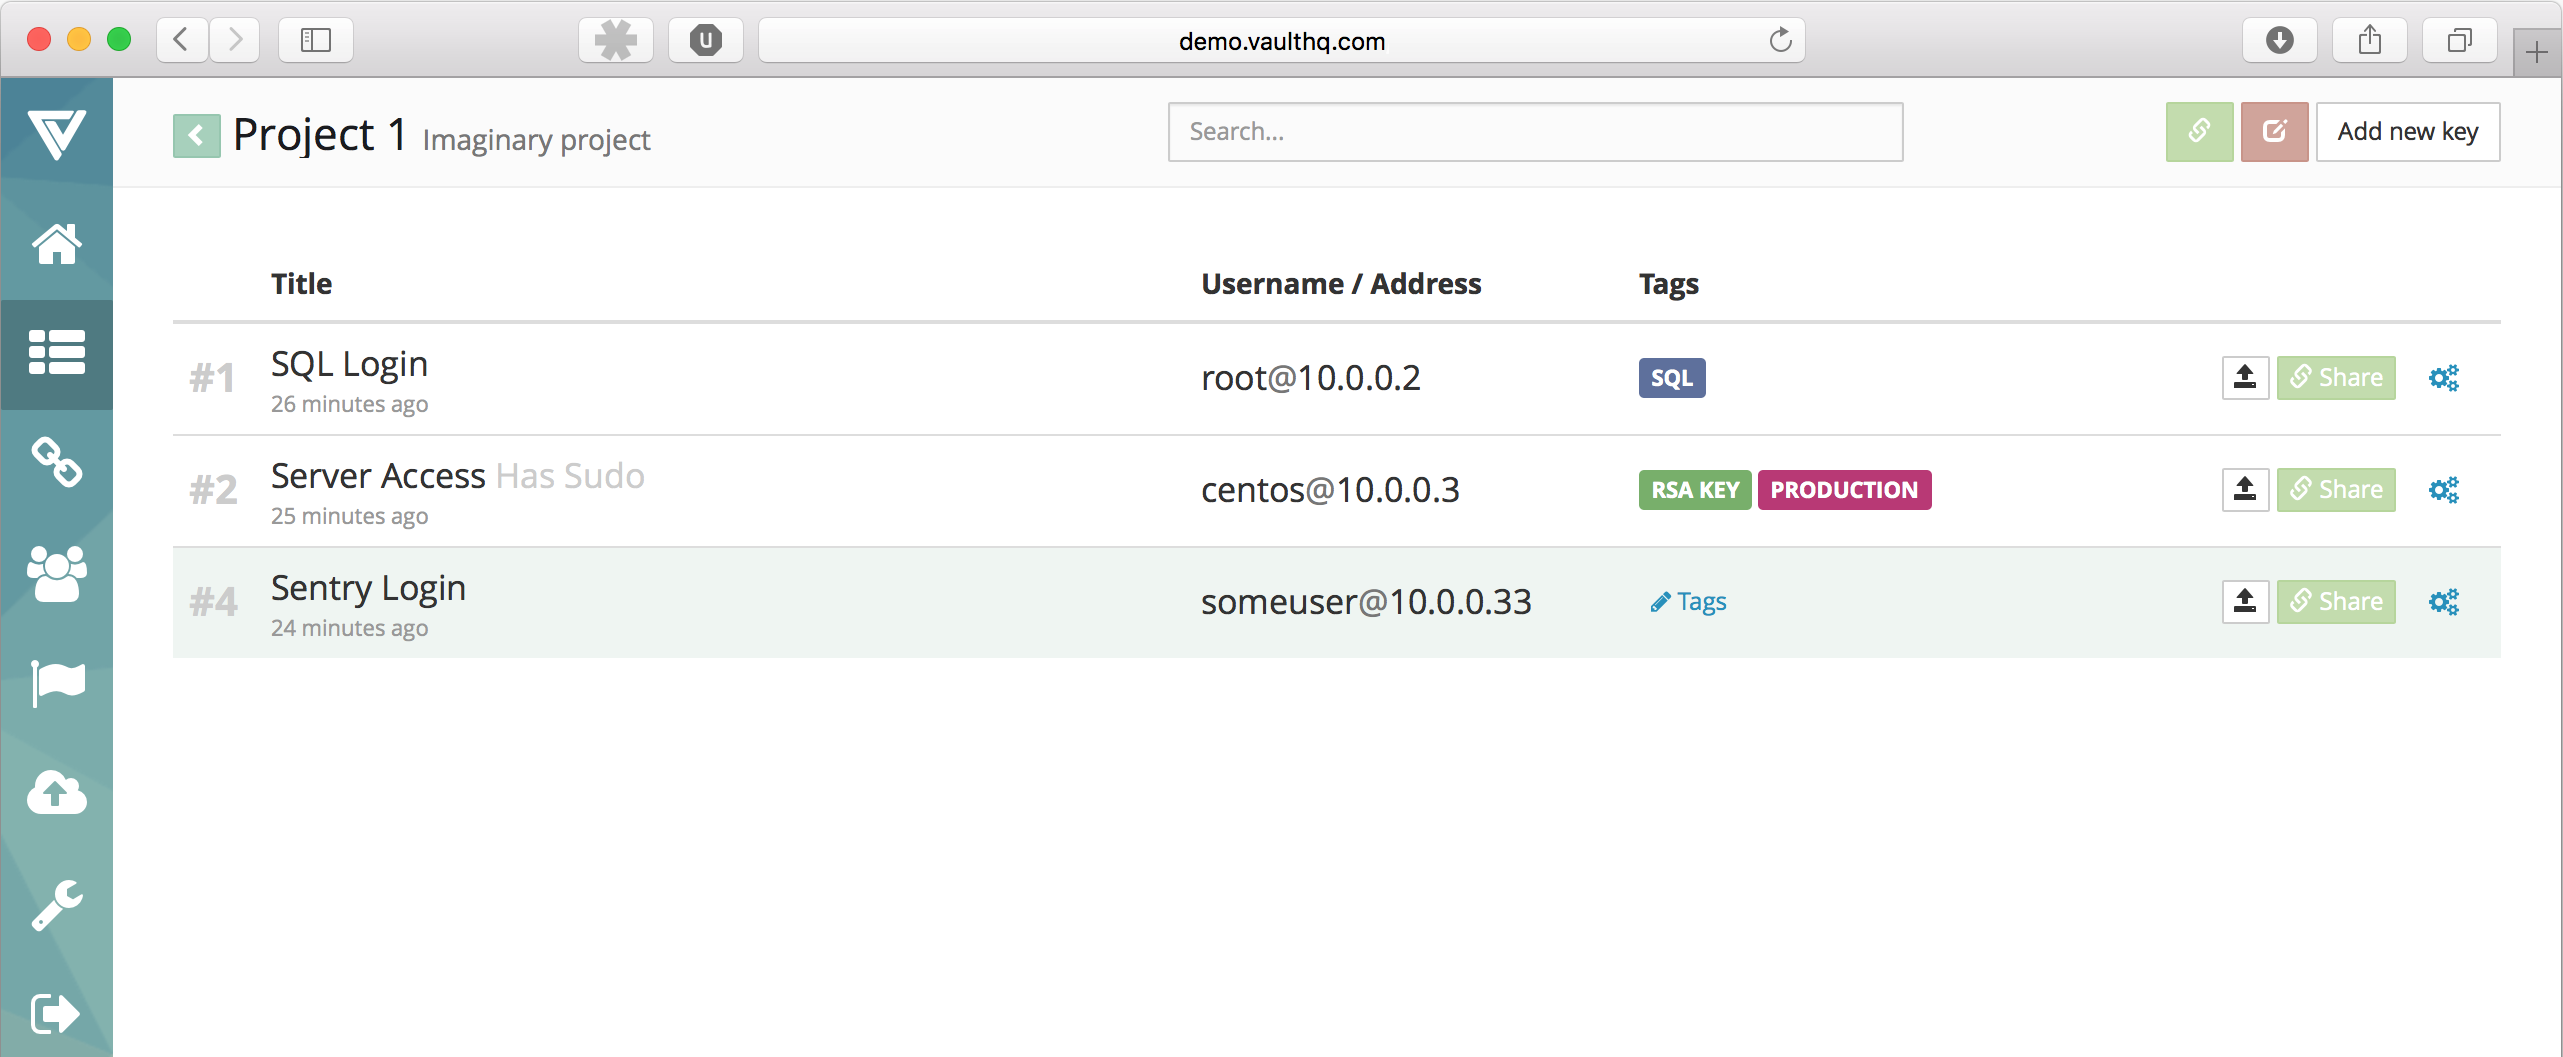 demo.vaulthq.com
Project 1 Imaginary project
Search...
Add new key
Title Username / Address Tags
#1 SQL Login root@10.0.0.2 SQL Share
26 minutes ago
#2 Server Access Has Sudo centos@10.0.0.3 RSA KEY PRODUCTION Share
25 minutes ago
#4 Sentry Login someuser@10.0.0.33 Tags Share
24 minutes ago